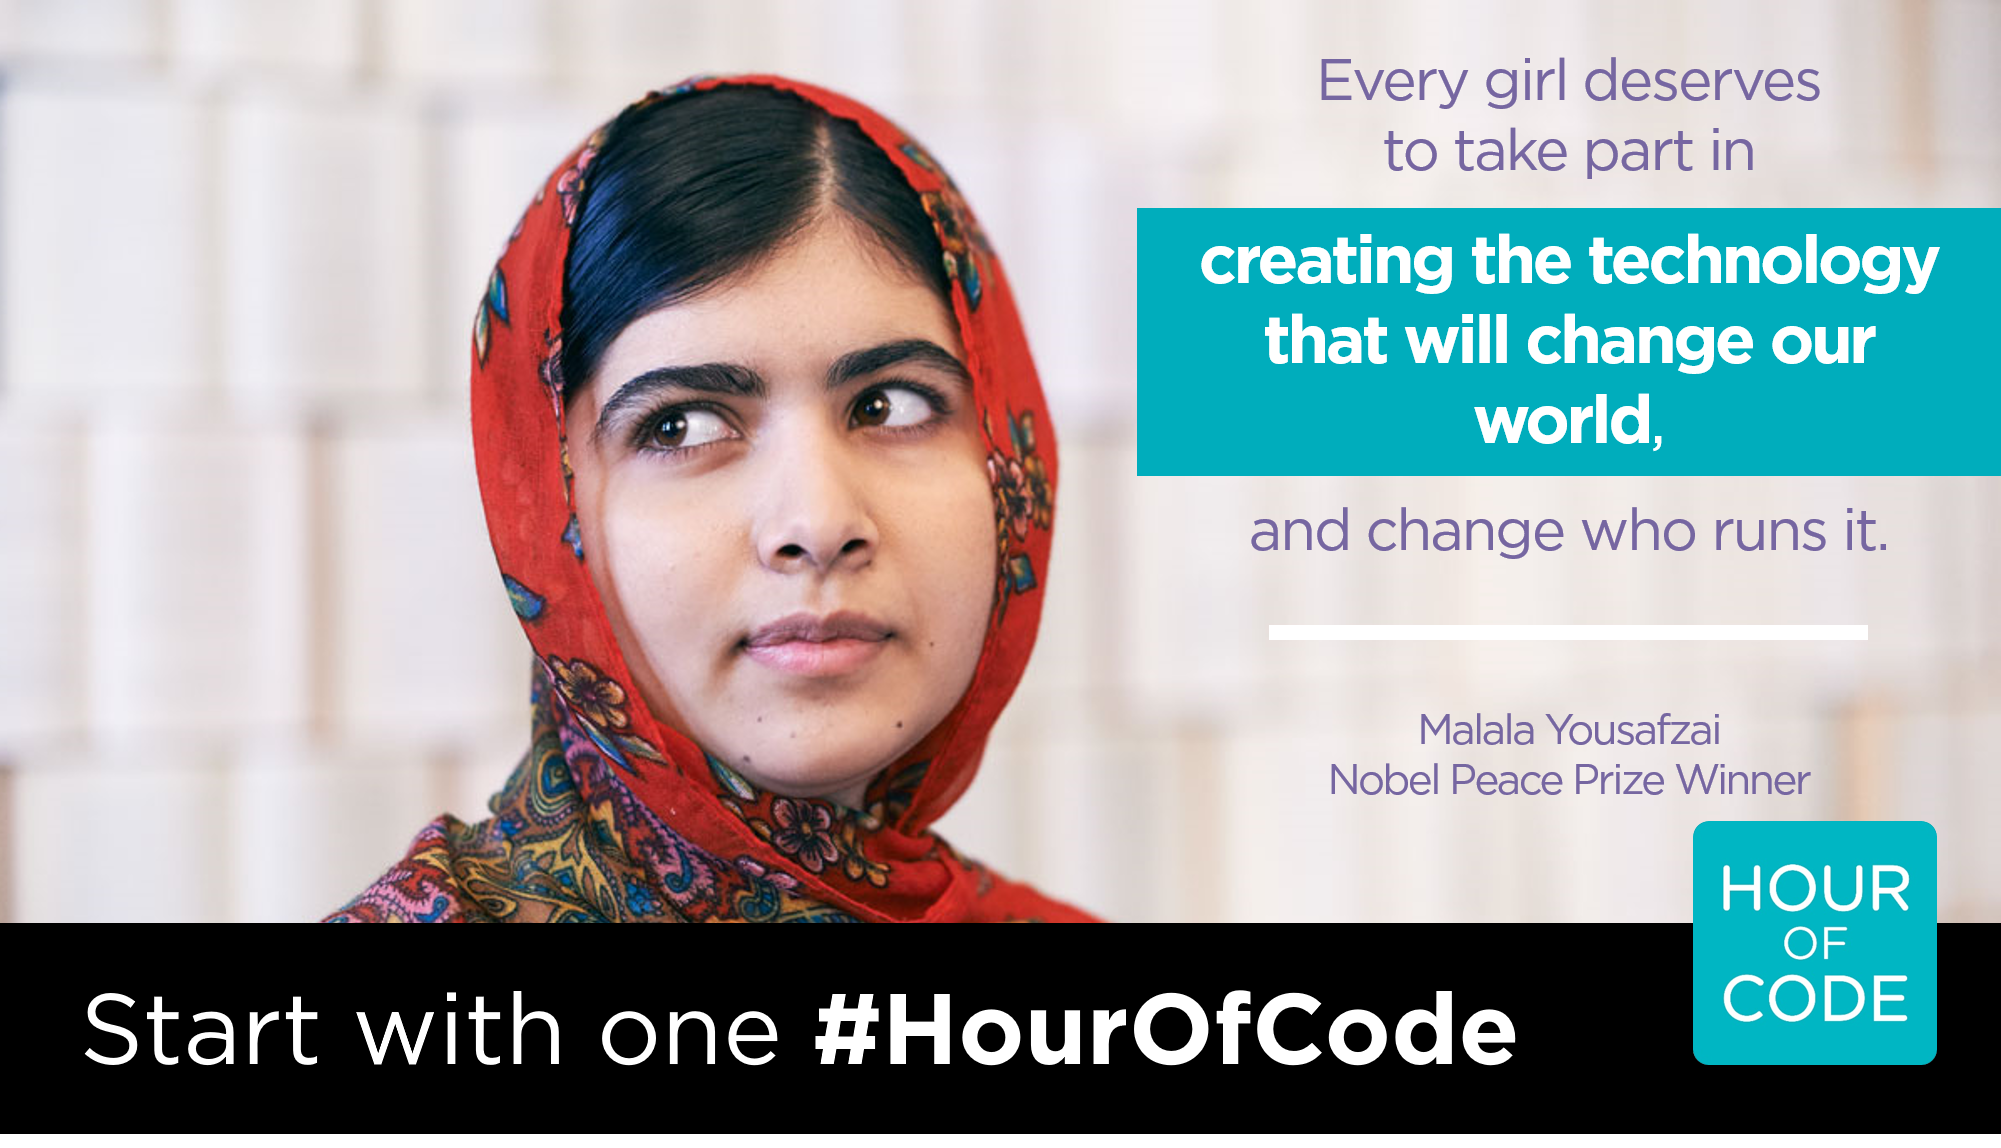 Every girl deserves
to take part in
creating the technology
that will change our
world,
and change who runs it.
Malala Yousafzai
Nobel Peace Prize Winner
HOUR
OF
CODE
Start with one #HourOfCode